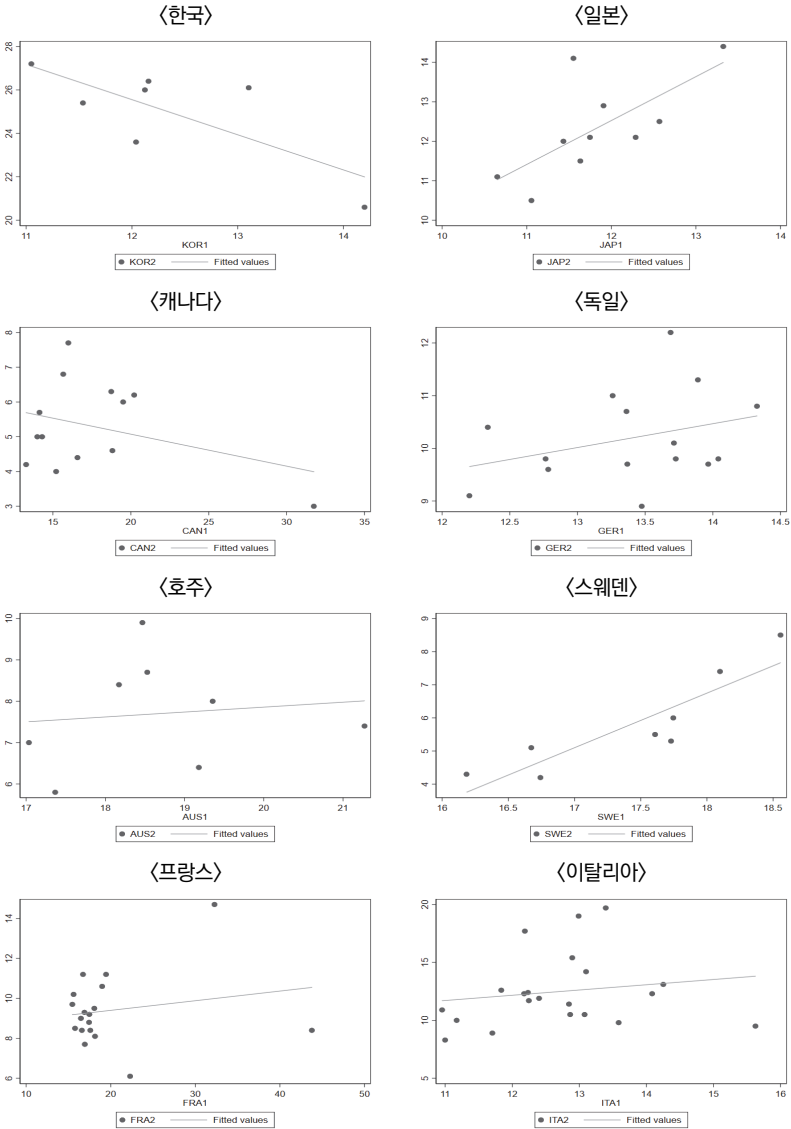 〈한국〉
28
26
24
22
20
11 12 13 14
KOR1
KOR2 Fitted values
〈일본〉
14
13
12
11
10
10 11 12 13 14
JAP1
JAP2 Fitted values
〈캐나다〉
8
7
6
5
4
3
15 20 25 30 35
CAN1
CAN2 Fitted values
〈독일〉
12
11
10
9
12 12.5 13 13.5 14 14.5
GER1
GER2 Fitted values
〈호주〉
10
9
8
7
6
17 18 19 20 21
AUS1
AUS2 Fitted values
〈스웨덴〉
9
8
7
6
5
4
16 16.5 17 17.5 18 18.5
SWE1
SWE2 Fitted values
〈프랑스〉
14
12
10
8
6
10 20 30 40 50
FRA1
FRA2 Fitted values
〈이탈리아〉
20
15
10
5
11 12 13 14 15 16
ITA1
ITA2 Fitted values